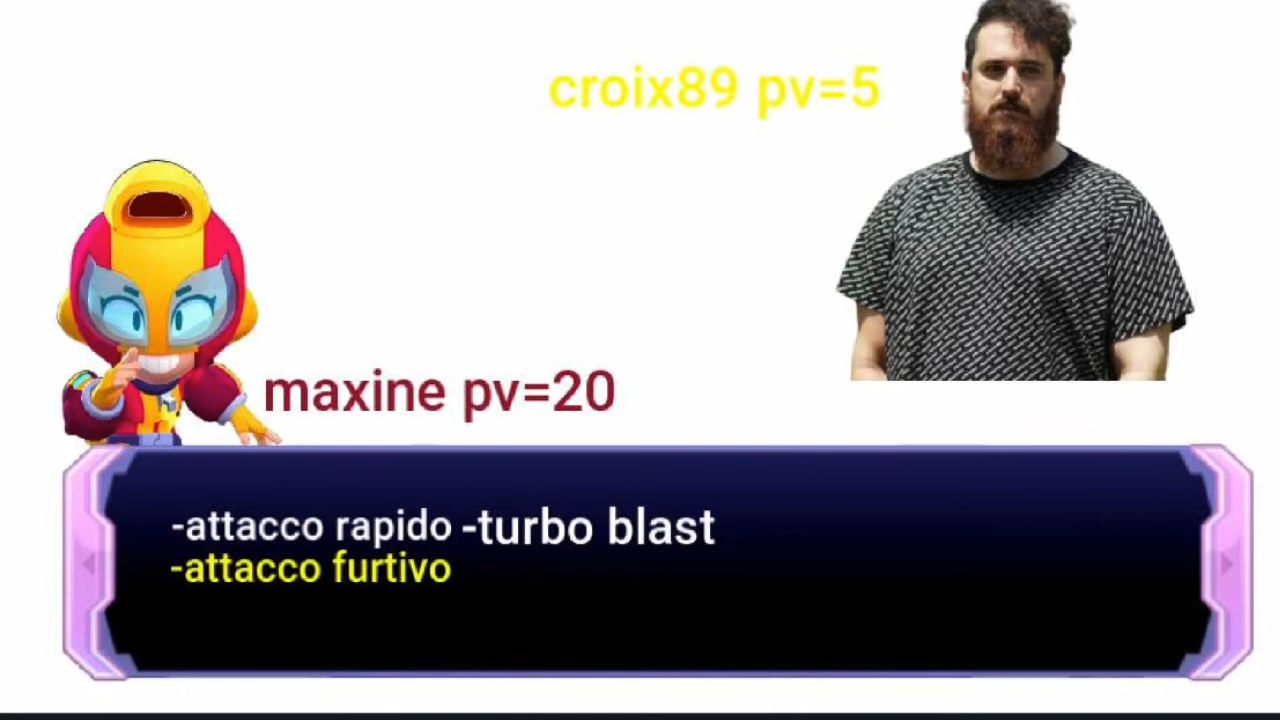 croix89 pv=5
maxine pv=20
-attacco rapido -turbo blast
-attacco furtivo